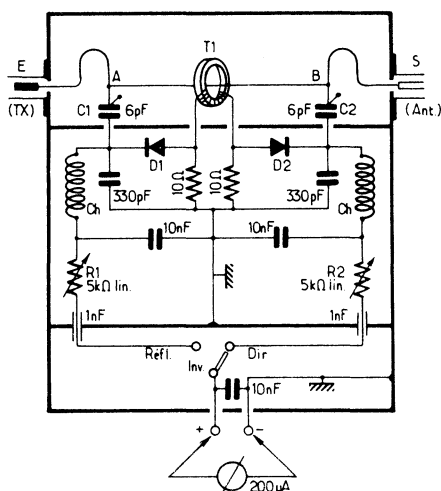 T1
E
S
A
B
(TX)
C1
6pF
6pF
C2
(Ant.)
D1
D2
10Ω
10Ω
330pF
330pF
Ch
Ch
10nF
10nF
R1
5kΩ lin.
R2
5kΩ lin.
1nF
1nF
Réfl.
Dir
Inv.
10nF
+
-
200µA